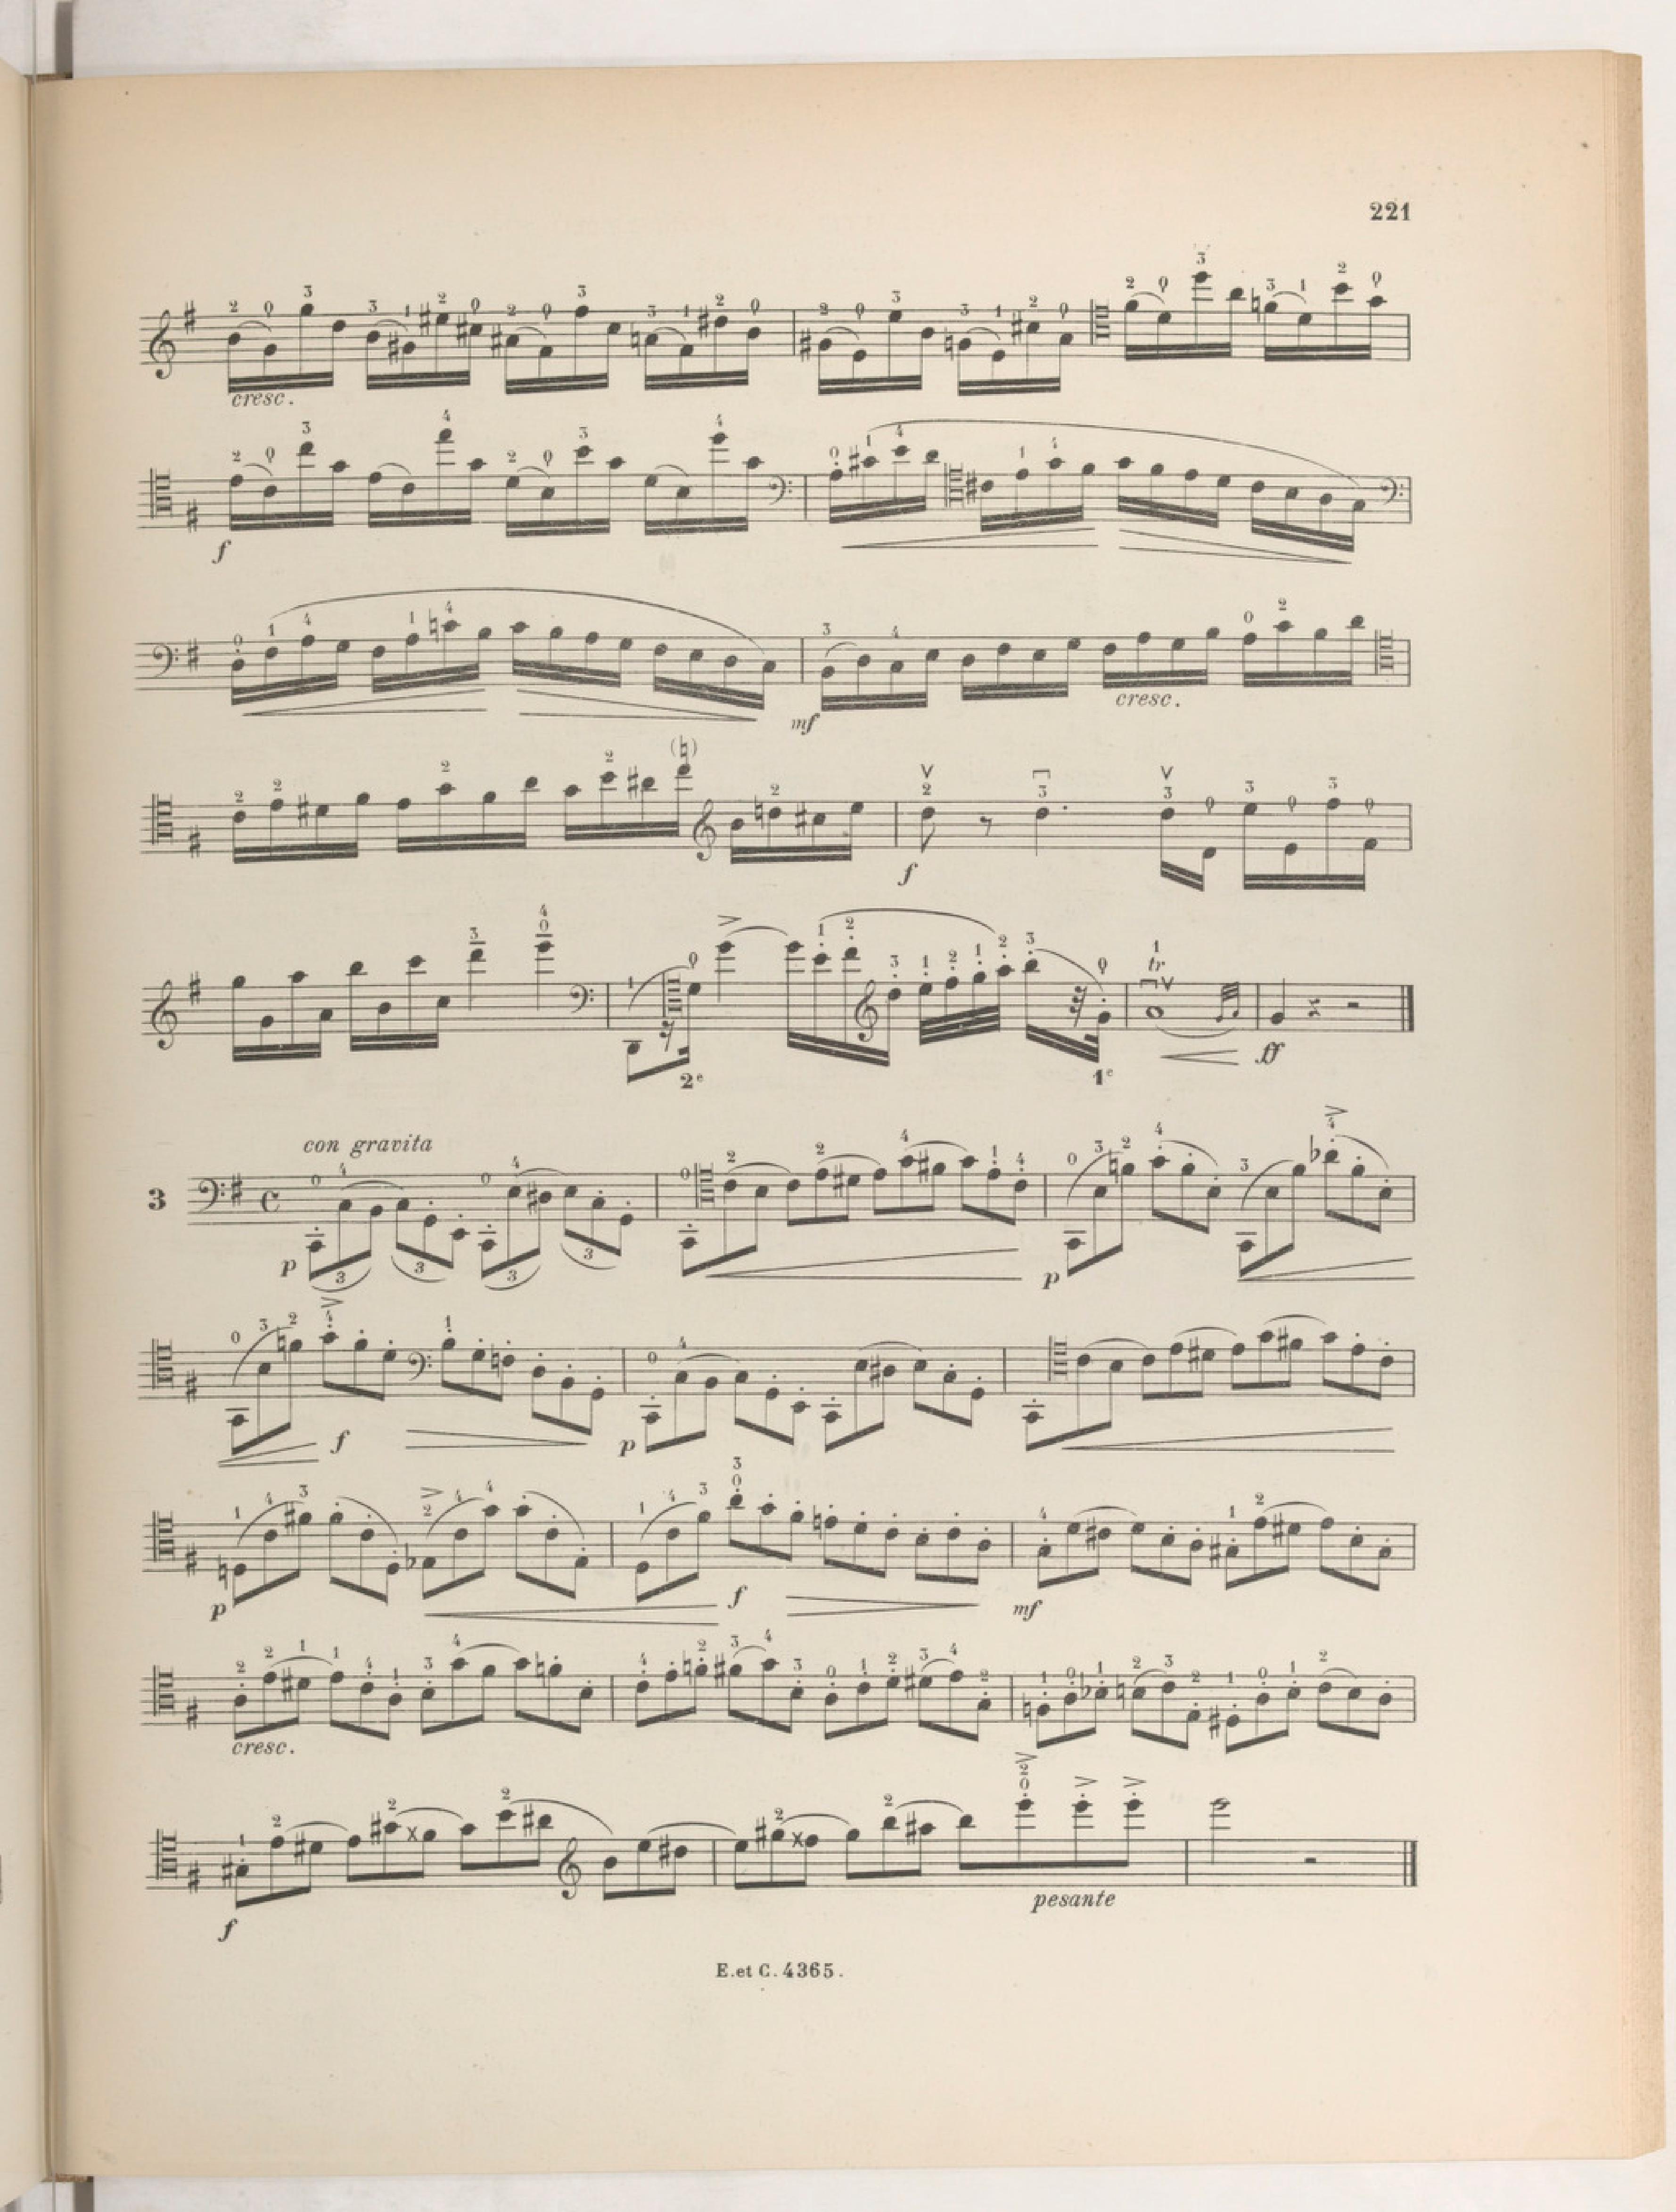 221
cresc.
f
mf
cresc.
f
2e
1e
tr
ff
con gravita
3
p
p
f
p
p
f
mf
cresc.
f
pesante
E. et C. 4365.